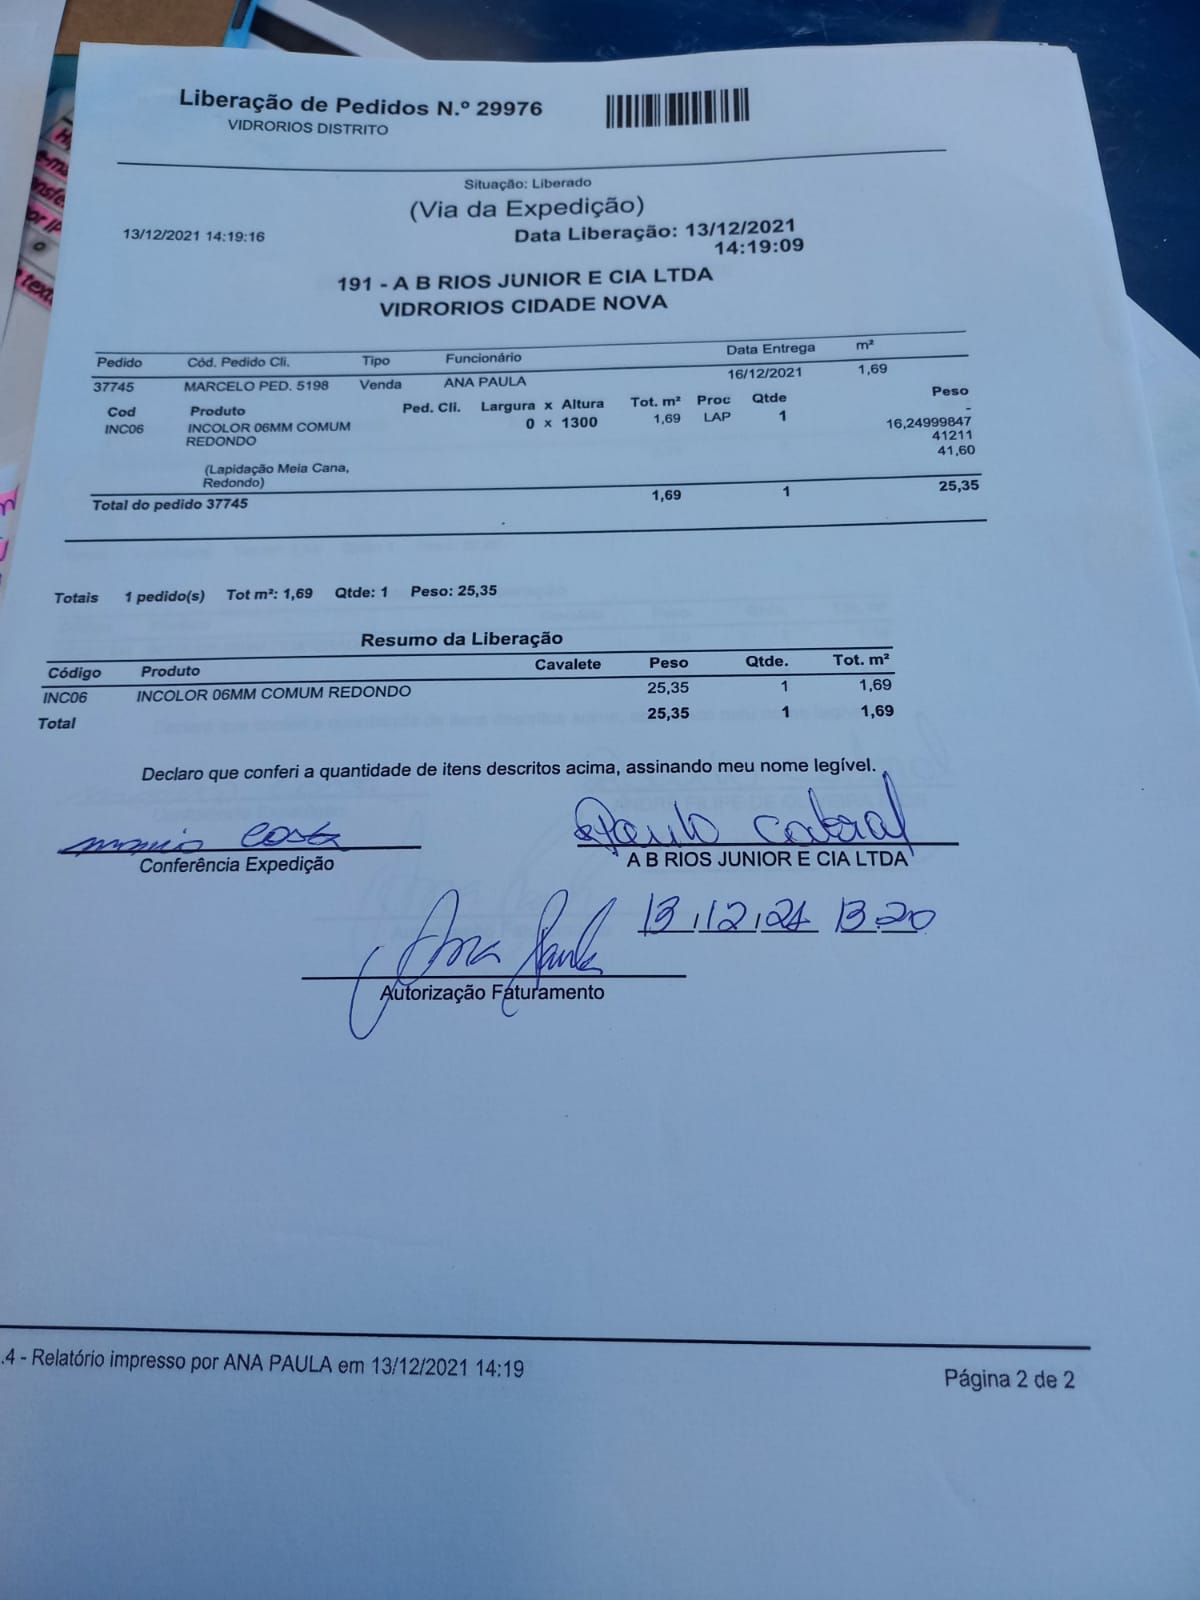 Liberação de Pedidos N.º 29976
VIDRORIOS DISTRITO
Situação: Liberado
(Via da Expedição)
13/12/2021 14:19:16 Data Liberação: 13/12/2021
14:19:09
191 - A B RIOS JUNIOR E CIA LTDA
VIDRORIOS CIDADE NOVA
Pedido Cód. Pedido Cli. Tipo Funcionário Data Entrega m²
37745 MARCELO PED. 5198 Venda ANA PAULA 16/12/2021 1,69
Cod Produto Ped. Cli. Largura x Altura Tot. m² Proc Qtde Peso
INC06 INCOLOR 06MM COMUM 0 x 1300 1,69 LAP 1 -
REDONDO 16,24999847
41211
41,60
(Lapidação Meia Cana,
Redondo)
Total do pedido 37745 1,69 1 25,35
Totais 1 pedido(s) Tot m²: 1,69 Qtde: 1 Peso: 25,35
Resumo da Liberação
Código Produto Cavalete Peso Qtde. Tot. m²
INC06 INCOLOR 06MM COMUM REDONDO 25,35 1 1,69
Total 25,35 1 1,69
Declaro que conferi a quantidade de itens descritos acima, assinando meu nome legível.
Costa Paulo Cabral
Conferência Expedição A B RIOS JUNIOR E CIA LTDA
13/12/21 13:20
Ana Paula
Autorização Faturamento
.4 - Relatório impresso por ANA PAULA em 13/12/2021 14:19
Página 2 de 2